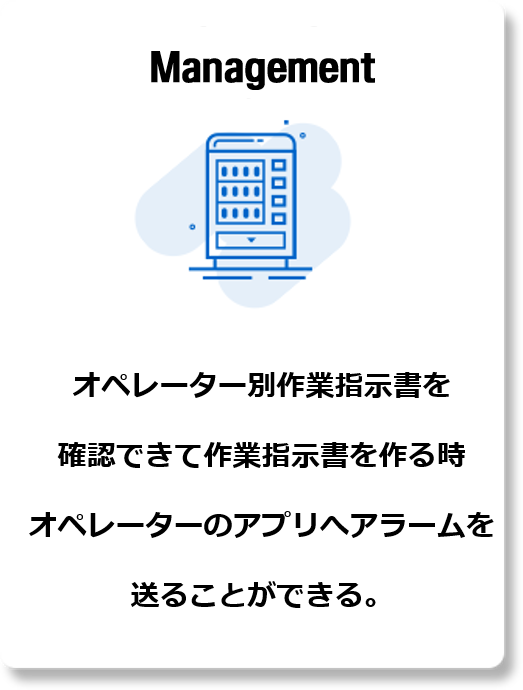 Management
オペレーター別作業指示書を
確認できて作業指示書を作る時
オペレーターのアプリへアラームを
送ることができる。